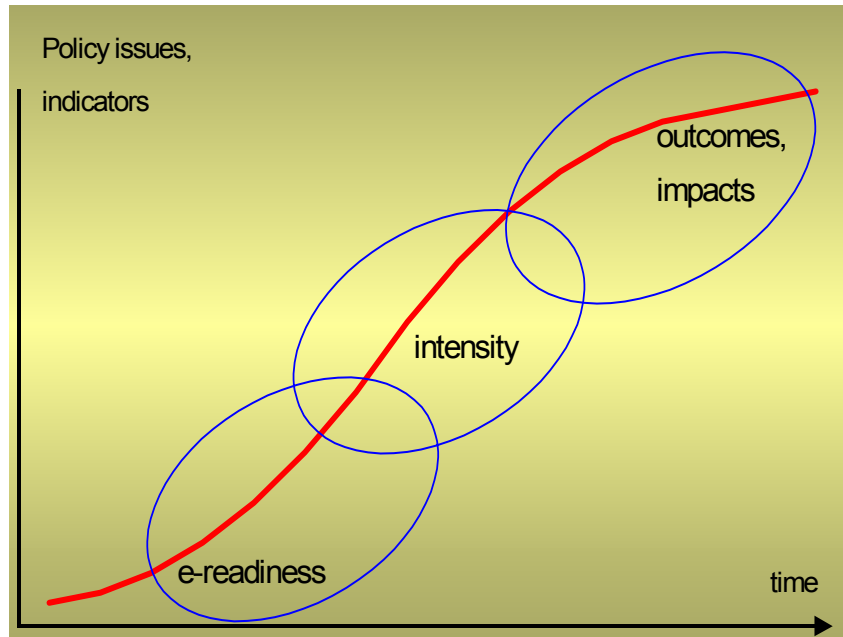 Policy issues,
indicators
outcomes,
impacts
intensity
e-readiness
time